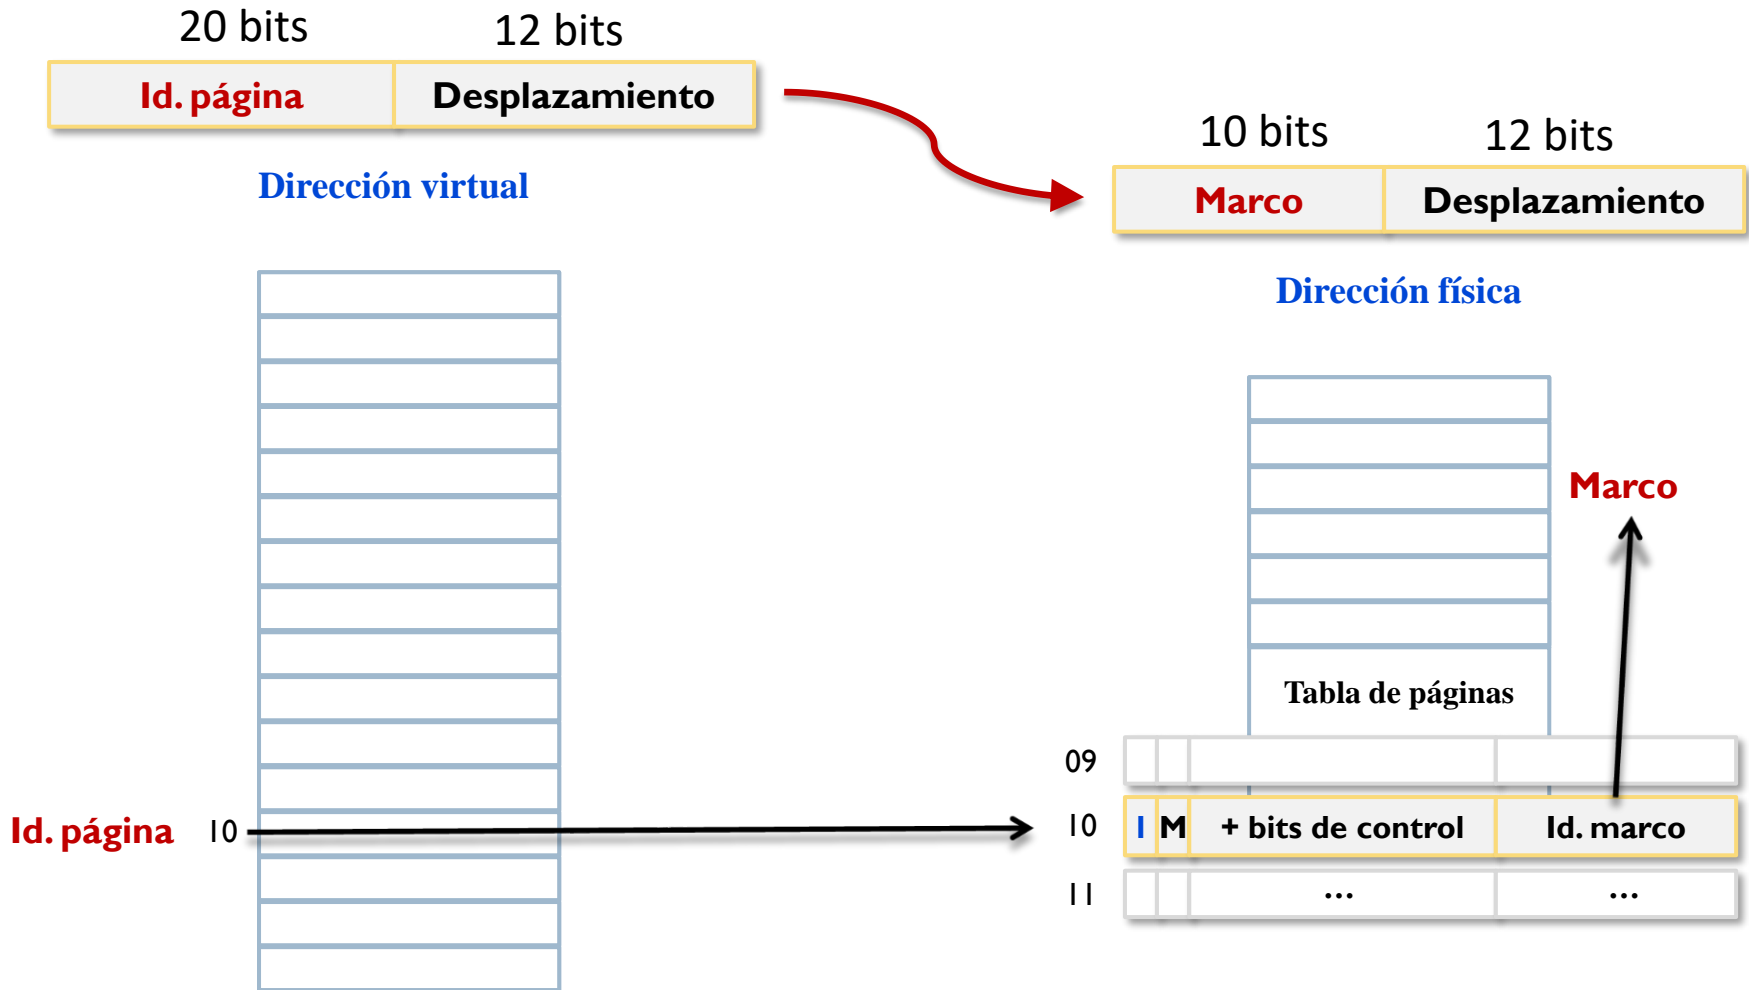 20 bits
12 bits
Id. página
Desplazamiento
Dirección virtual
10 bits
12 bits
Marco
Desplazamiento
Dirección física
Marco
Tabla de páginas
09
Id. página
10
10
1
M
+ bits de control
Id. marco
11
...
...